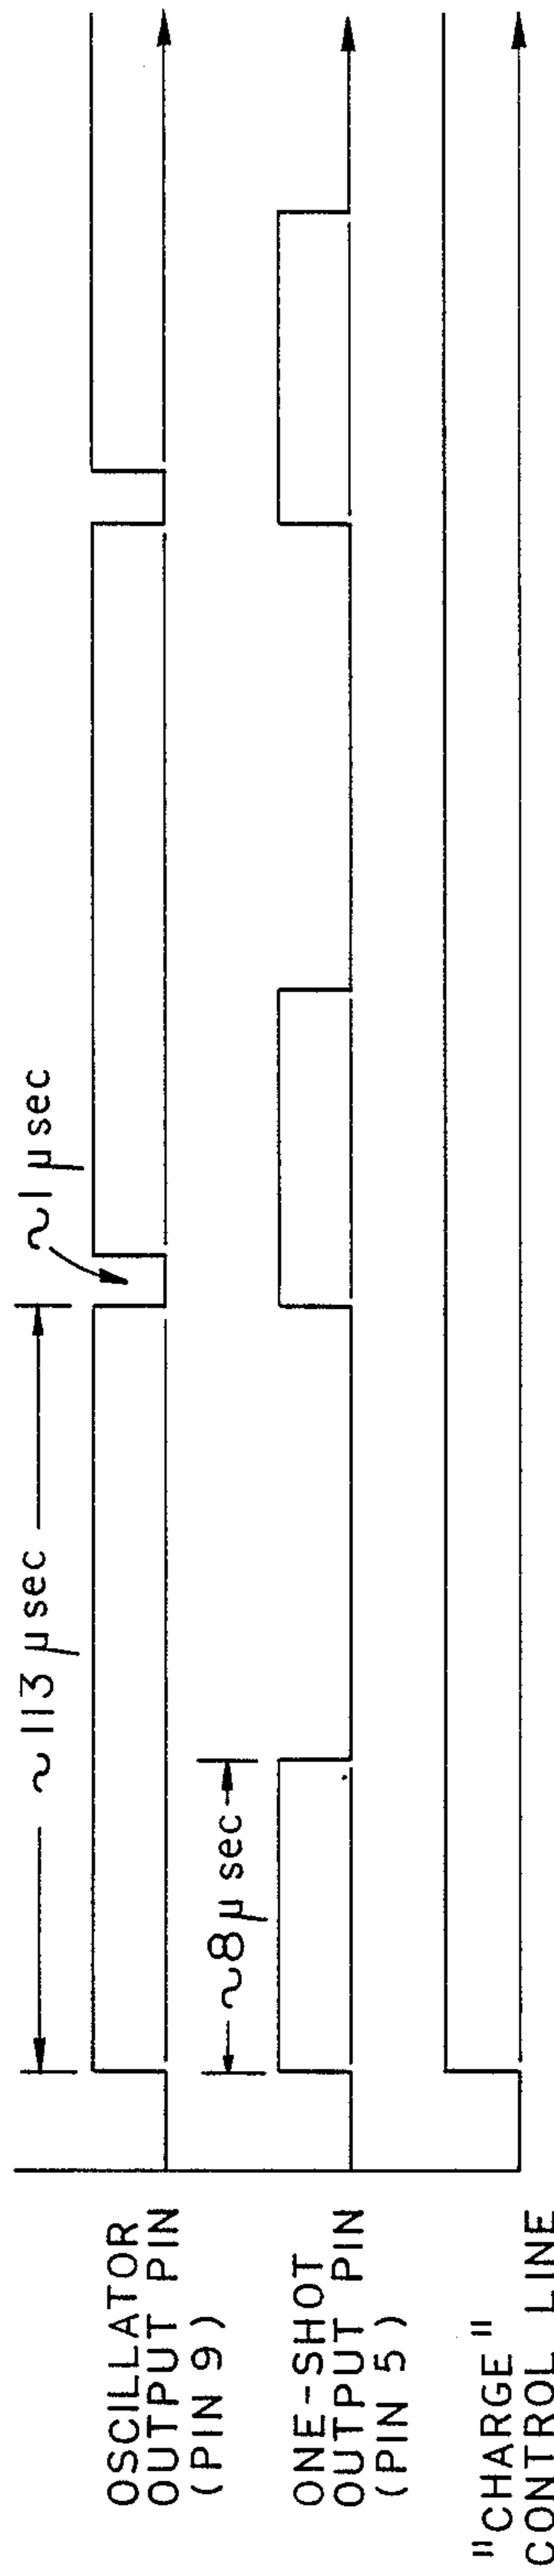 ~113 μsec
~1 μsec
OSCILLATOR
OUTPUT PIN
(PIN 9)
~8 μsec
ONE-SHOT
OUTPUT PIN
(PIN 5)
"CHARGE"
CONTROL LINE